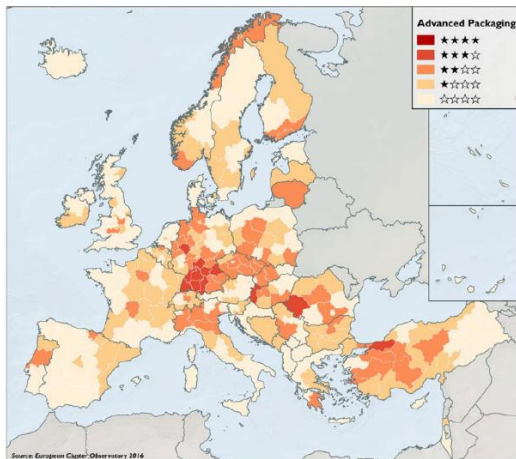 Advanced Packaging
★★★★
★★★☆
★★☆☆
★☆☆☆
☆☆☆☆
Source: European Cluster Observatory 2016